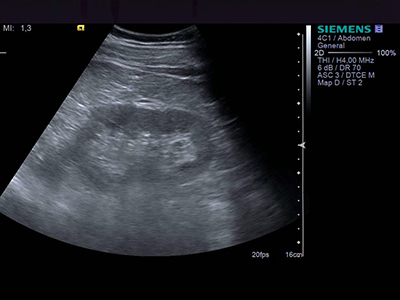 MI: 1,3
SIEMENS
4C1 / Abdomen
General
2D 100%
THI / H4.00 MHz
6 dB / DR 70
ASC 3 / DTCE M
Map D / ST 2
20fps 16cm